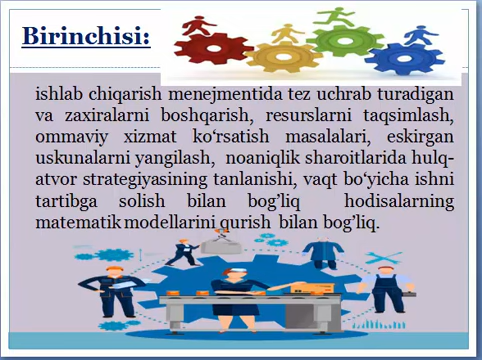 Birinchisi:
ishlab chiqarish menejmentida tez uchrab turadigan
va zaxiralarni boshqarish, resurslarni taqsimlash,
ommaviy xizmat ko‘rsatish masalalari, eskirgan
uskunalarni yangilash, noaniqlik sharoitlarida hulq-
atvor strategiyasining tanlanishi, vaqt bo‘yicha ishni
tartibga solish bilan bog’liq hodisalarning
matematik modellarini qurish bilan bog’liq.